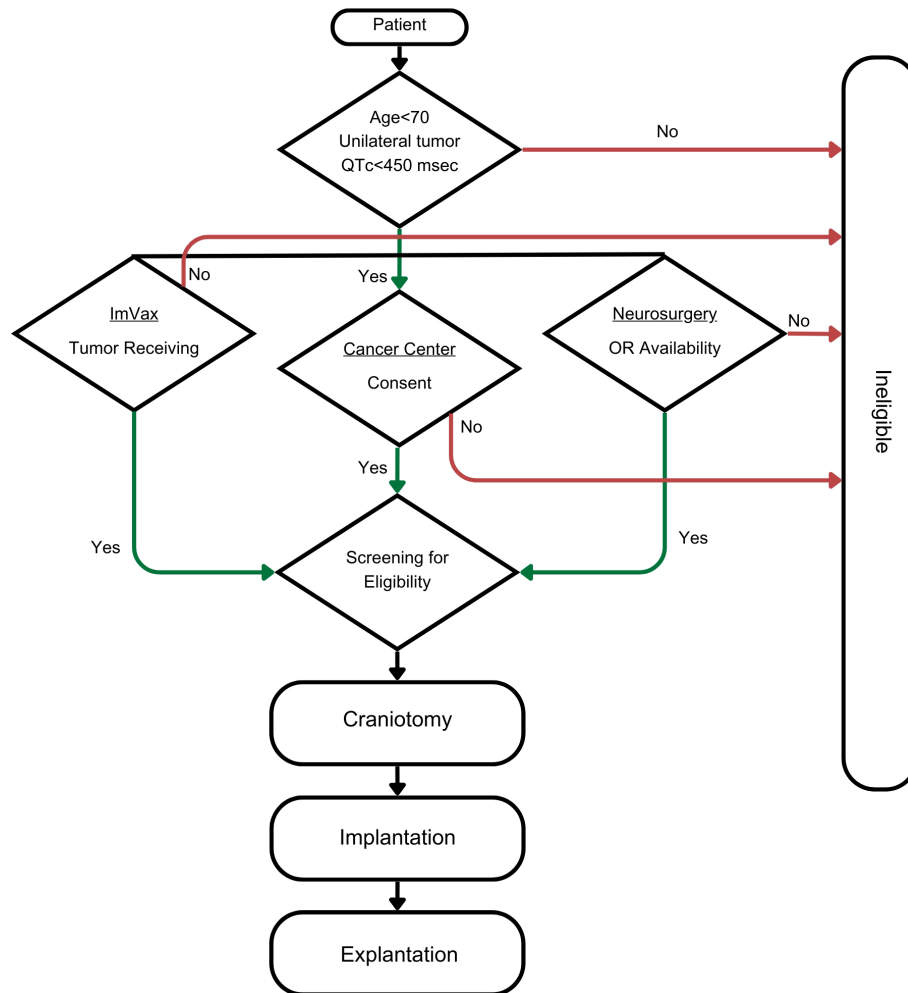 Patient
Age<70
Unilateral tumor
QTc<450 msec
No
Yes
No
ImVax
Tumor Receiving
Cancer Center
Consent
Neurosurgery
OR Availability
No
Ineligible
No
Yes
Yes
Yes
Screening for
Eligibility
Craniotomy
Implantation
Explantation